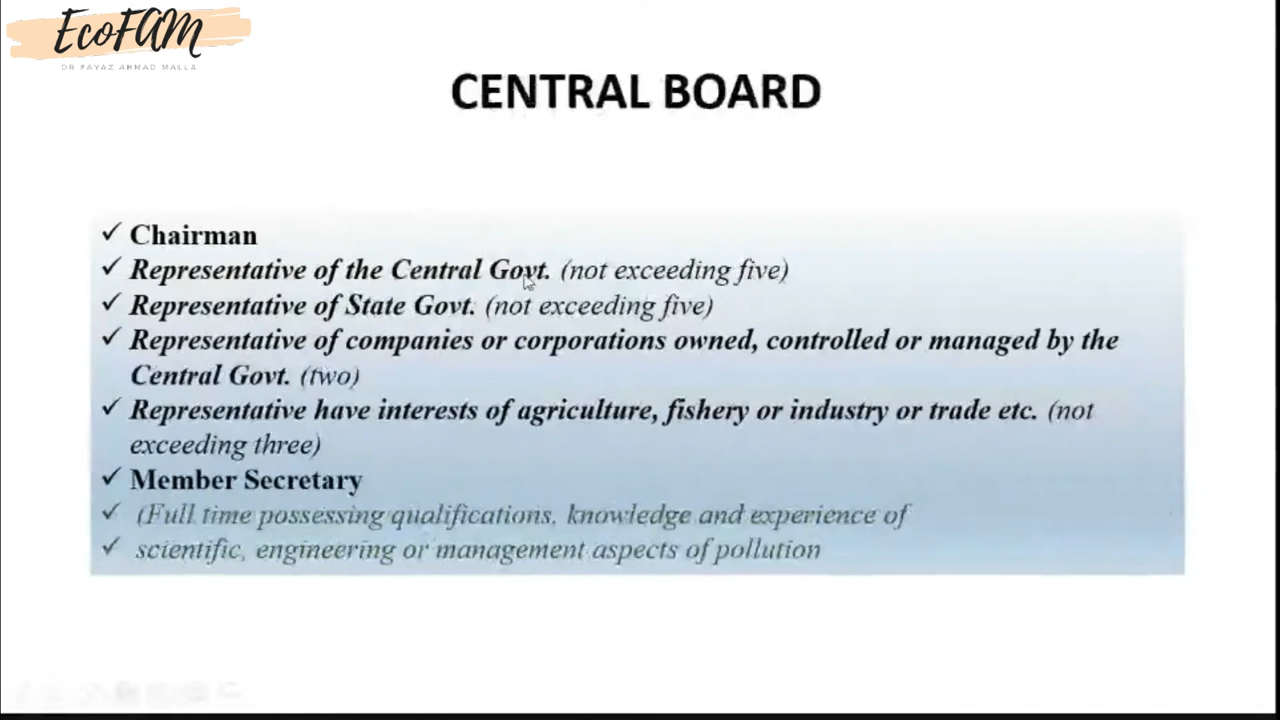 EcoFAM
DR FAYAZ AHMAD MALLA
CENTRAL BOARD
✓ Chairman
✓ Representative of the Central Govt. (not exceeding five)
✓ Representative of State Govt. (not exceeding five)
✓ Representative of companies or corporations owned, controlled or managed by the
Central Govt. (two)
✓ Representative have interests of agriculture, fishery or industry or trade etc. (not
exceeding three)
✓ Member Secretary
✓ (Full time possessing qualifications, knowledge and experience of
✓ scientific, engineering or management aspects of pollution